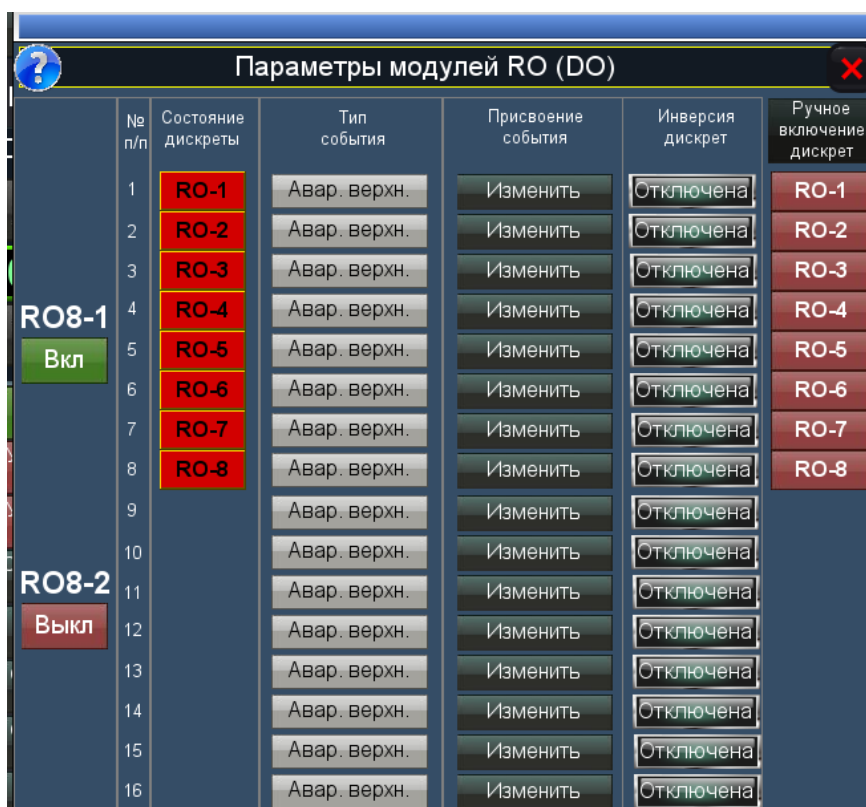 ?
Параметры модулей RO (DO)
№ п/п
Состояние дискреты
Тип события
Присвоение события
Инверсия дискрет
Ручное включение дискрет
RO8-1
Вкл
RO8-2
Выкл
1 RO-1 Авар. верхн. Изменить Отключена RO-1
2 RO-2 Авар. верхн. Изменить Отключена RO-2
3 RO-3 Авар. верхн. Изменить Отключена RO-3
4 RO-4 Авар. верхн. Изменить Отключена RO-4
5 RO-5 Авар. верхн. Изменить Отключена RO-5
6 RO-6 Авар. верхн. Изменить Отключена RO-6
7 RO-7 Авар. верхн. Изменить Отключена RO-7
8 RO-8 Авар. верхн. Изменить Отключена RO-8
9 Авар. верхн. Изменить Отключена
10 Авар. верхн. Изменить Отключена
11 Авар. верхн. Изменить Отключена
12 Авар. верхн. Изменить Отключена
13 Авар. верхн. Изменить Отключена
14 Авар. верхн. Изменить Отключена
15 Авар. верхн. Изменить Отключена
16 Авар. верхн. Изменить Отключена